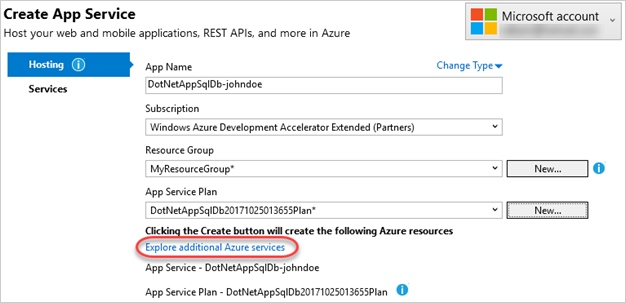 Create App Service
Host your web and mobile applications, REST APIs, and more in Azure
Microsoft account
Hosting
Services
App Name
Change Type
DotNetAppSqlDb-johndoe
Subscription
Windows Azure Development Accelerator Extended (Partners)
Resource Group
MyResourceGroup*
New...
App Service Plan
DotNetAppSqlDb20171025013655Plan*
New...
Clicking the Create button will create the following Azure resources
Explore additional Azure services
App Service - DotNetAppSqlDb-johndoe
App Service Plan - DotNetAppSqlDb20171025013655Plan